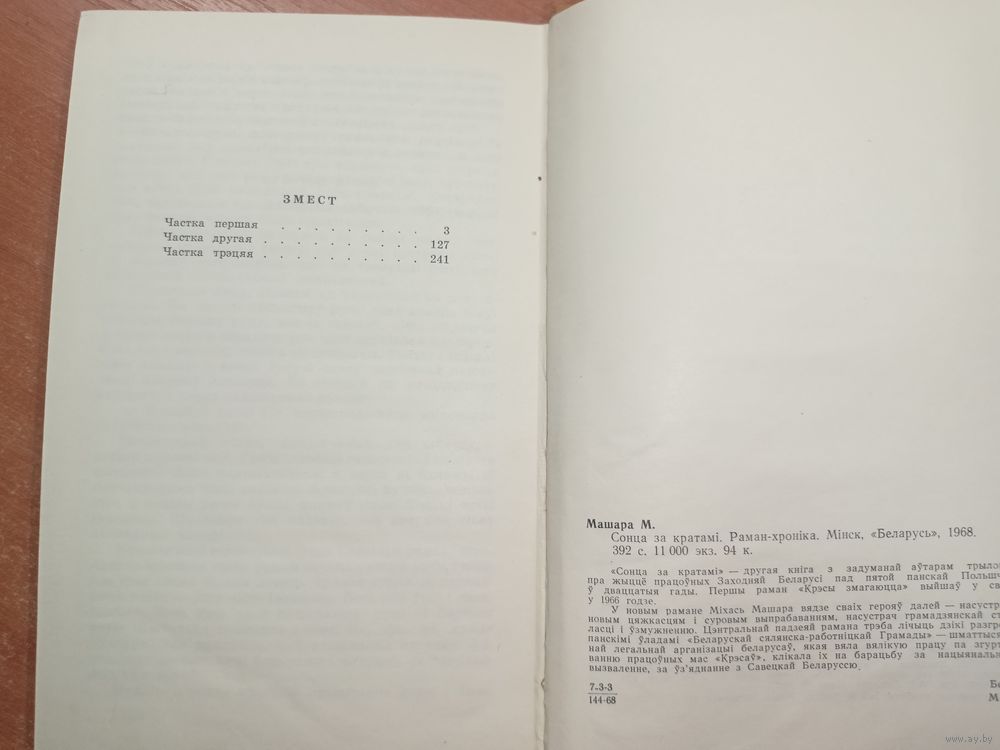 ЗМЕСТ
Частка першая . . . . . . . . . 3
Частка другая . . . . . . . . . . 127
Частка трэцяя . . . . . . . . . . 241
Машара М.
Сонца за кратамі. Раман-хроніка. Мінск, «Беларусь», 1968.
392 с. 11 000 экз. 94 к.
«Сонца за кратамі» — другая кніга з задуманай аўтарам
пра жыццё працоўных Заходняй Беларусі пад пятой панскай
ў дваццатыя гады. Першы раман «Крэсы змагаюцца» выйшаў у
у 1966 годзе.
У новым рамане Міхась Машара вядзе сваіх герояў далей —
новым цяжкасцям і суровым выпрабаванням, насустрач грамадзянскай
ласці і ўзмужненню. Цэнтральнай падзеяй рамана трэба лічыць дзікі
панскімі ўладамі «Беларускай сялянска-работніцкай Грамады» —
най легальнай арганізацыі беларусаў, якая вяла вялікую працу па
ванню працоўных мас «Крэсаў», клікала іх на барацьбу за
вызваленне, за ўз'яднанне з Савецкай Беларуссю.
7-3-3
144-68
www.ay.by